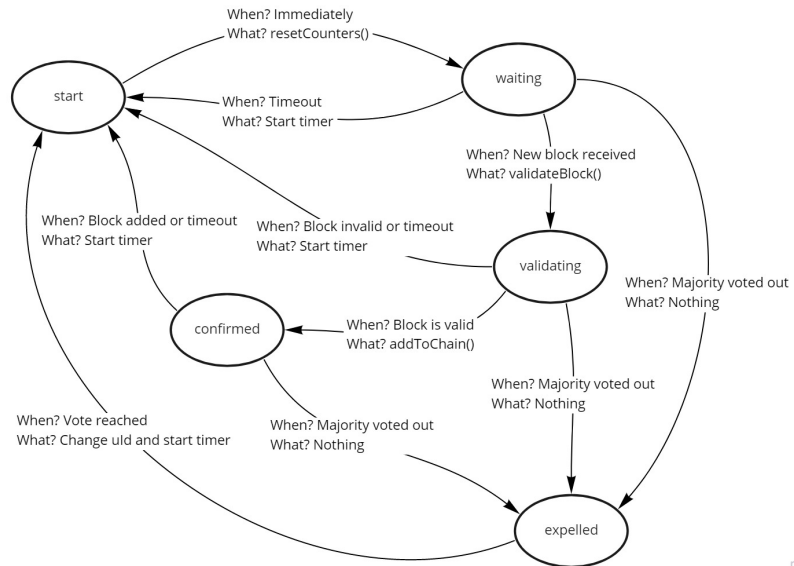 When? Immediately
What? resetCounters()
start
waiting
When? Timeout
What? Start timer
When? New block received
What? validateBlock()
When? Block added or timeout
What? Start timer
When? Block invalid or timeout
What? Start timer
validating
When? Majority voted out
What? Nothing
confirmed
When? Block is valid
What? addToChain()
When? Majority voted out
What? Nothing
When? Vote reached
What? Change uId and start timer
When? Majority voted out
What? Nothing
expelled